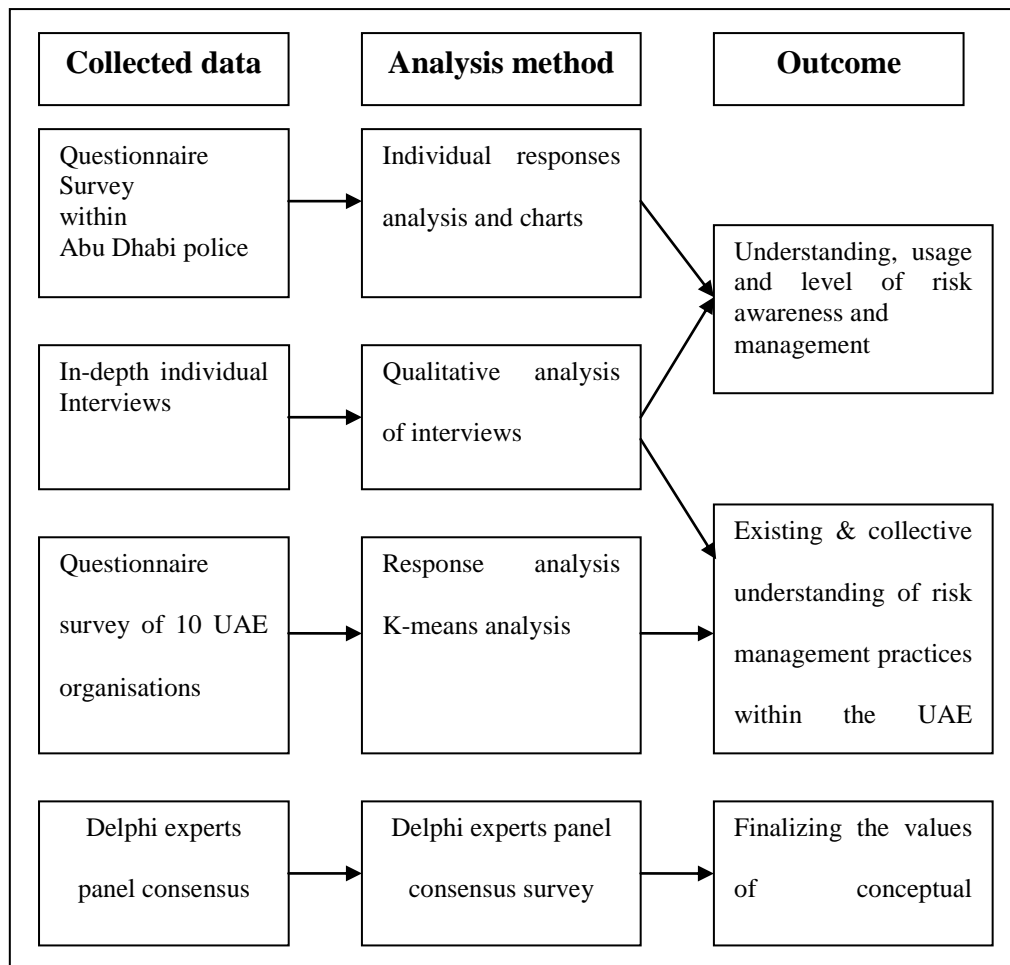 Collected data
Analysis method
Outcome
Questionnaire
Survey
within
Abu Dhabi police
Individual responses
analysis and charts
Understanding, usage
and level of risk
awareness and
management
In-depth individual
Interviews
Qualitative analysis
of interviews
Questionnaire
survey of 10 UAE
organisations
Response analysis
K-means analysis
Existing & collective
understanding of risk
management practices
within the UAE
Delphi experts
panel consensus
Delphi experts panel
consensus survey
Finalizing the values
of conceptual